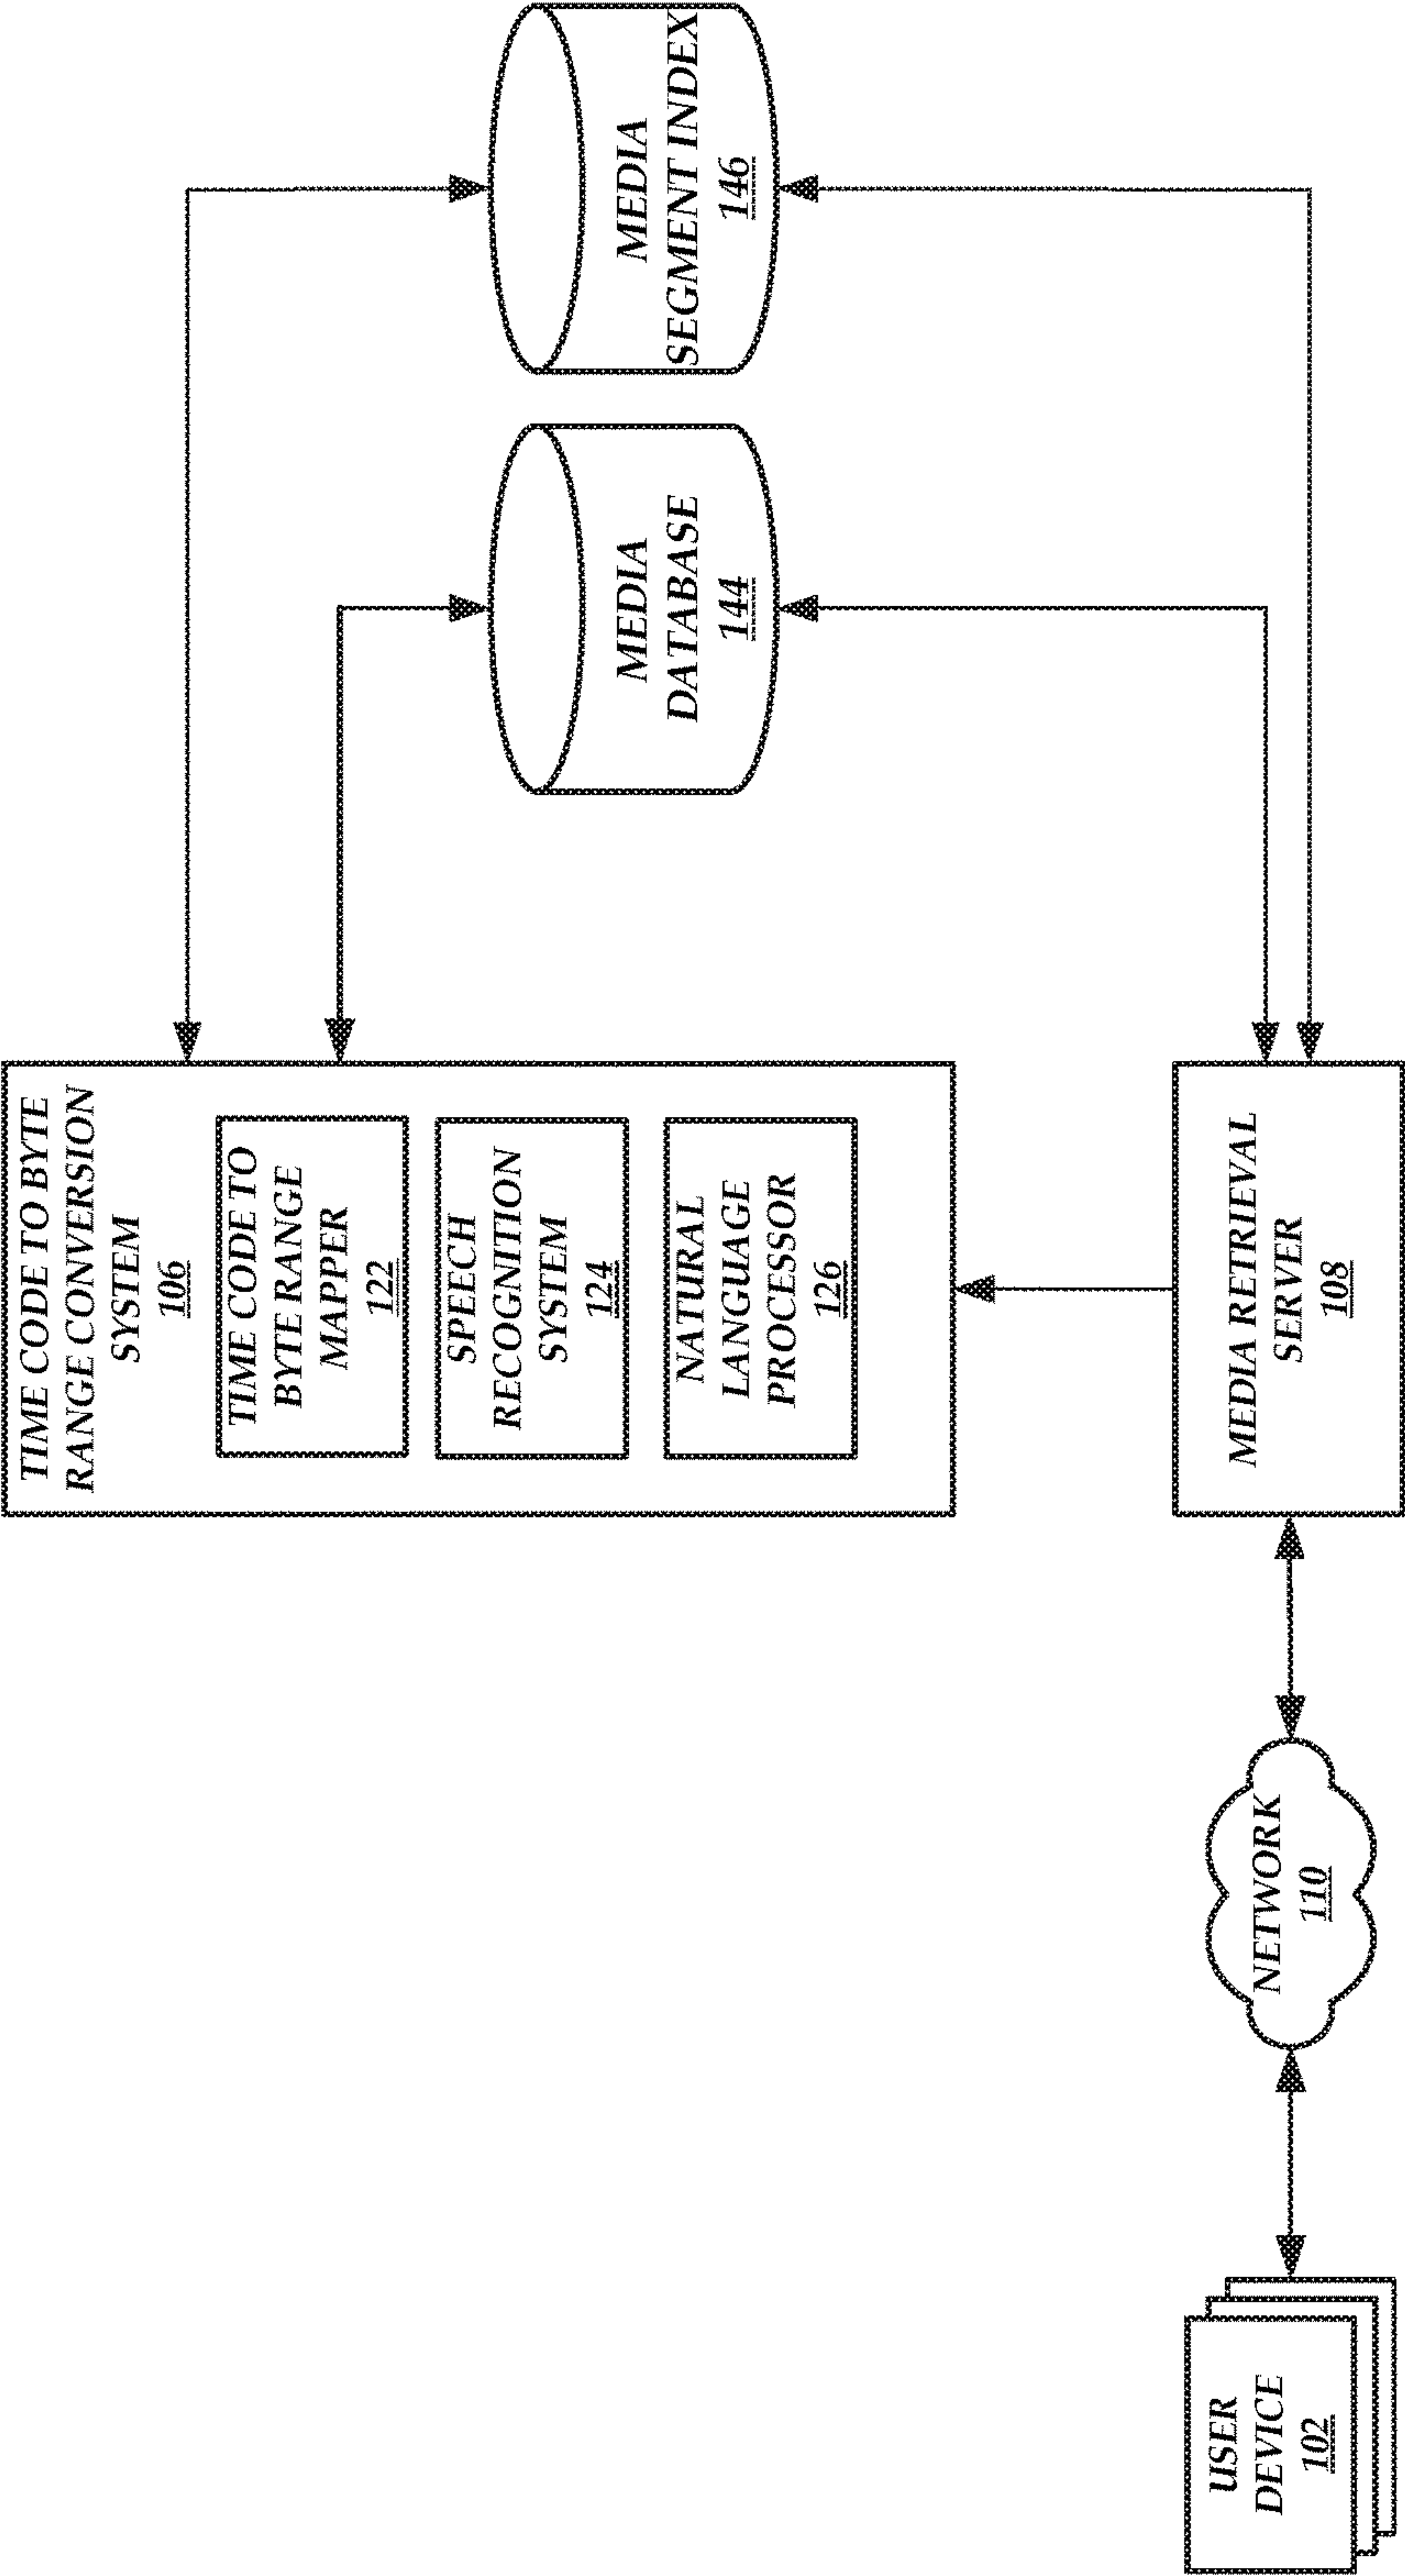 TIME CODE TO BYTE
RANGE CONVERSION
SYSTEM
106
TIME CODE TO
BYTE RANGE
MAPPER
122
SPEECH
RECOGNITION
SYSTEM
124
NATURAL
LANGUAGE
PROCESSOR
126
MEDIA
DATABASE
144
MEDIA
SEGMENT INDEX
146
USER
DEVICE
102
NETWORK
110
MEDIA RETRIEVAL
SERVER
108